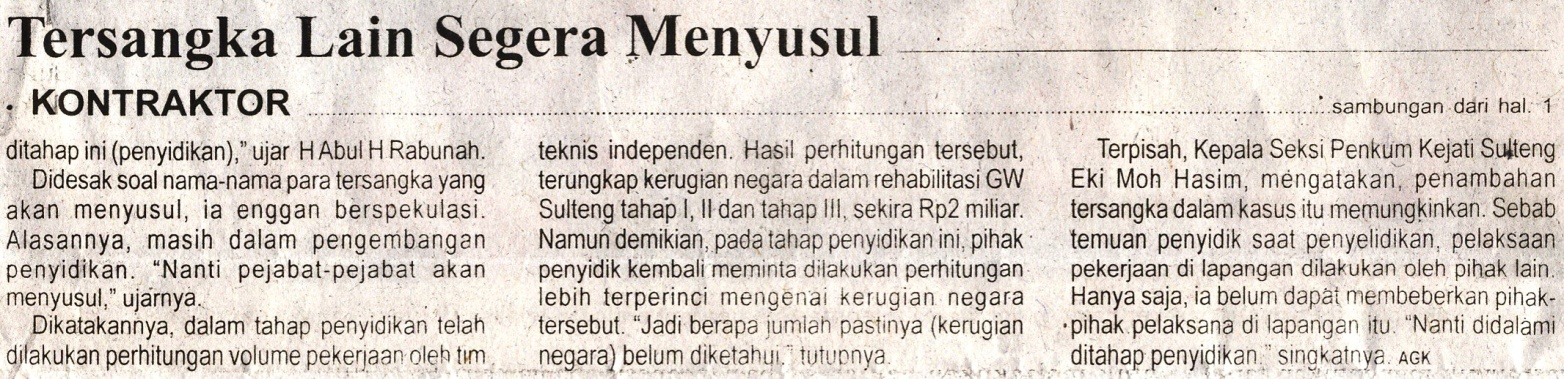 Tersangka Lain Segera Menyusul
KONTRAKTOR
sambungan dari hal. 1
ditahap ini (penyidikan),” ujar H Abul H Rabunah.
Didesak soal nama-nama para tersangka yang
akan menyusul, ia enggan berspekulasi.
Alasannya, masih dalam pengembangan
penyidikan. “Nanti pejabat-pejabat akan
menyusul,” ujarnya.
Dikatakannya, dalam tahap penyidikan telah
dilakukan perhitungan volume pekerjaan oleh tim
teknis independen. Hasil perhitungan tersebut,
terungkap kerugian negara dalam rehabilitasi GW
Sulteng tahap I, II dan tahap III, sekira Rp2 miliar.
Namun demikian, pada tahap penyidikan ini, pihak
penyidik kembali meminta dilakukan perhitungan
lebih terperinci mengenai kerugian negara
tersebut. “Jadi berapa jumlah pastinya (kerugian
negara) belum diketahui,” tutupnya.
Terpisah, Kepala Seksi Penkum Kejati Sulteng
Eki Moh Hasim, mengatakan, penambahan
tersangka dalam kasus itu memungkinkan. Sebab
temuan penyidik saat penyelidikan, pelaksaan
pekerjaan di lapangan dilakukan oleh pihak lain.
Hanya saja, ia belum dapat membeberkan pihak-
pihak pelaksana di lapangan itu. “Nanti didalami
ditahap penyidikan,” singkatnya. AGK